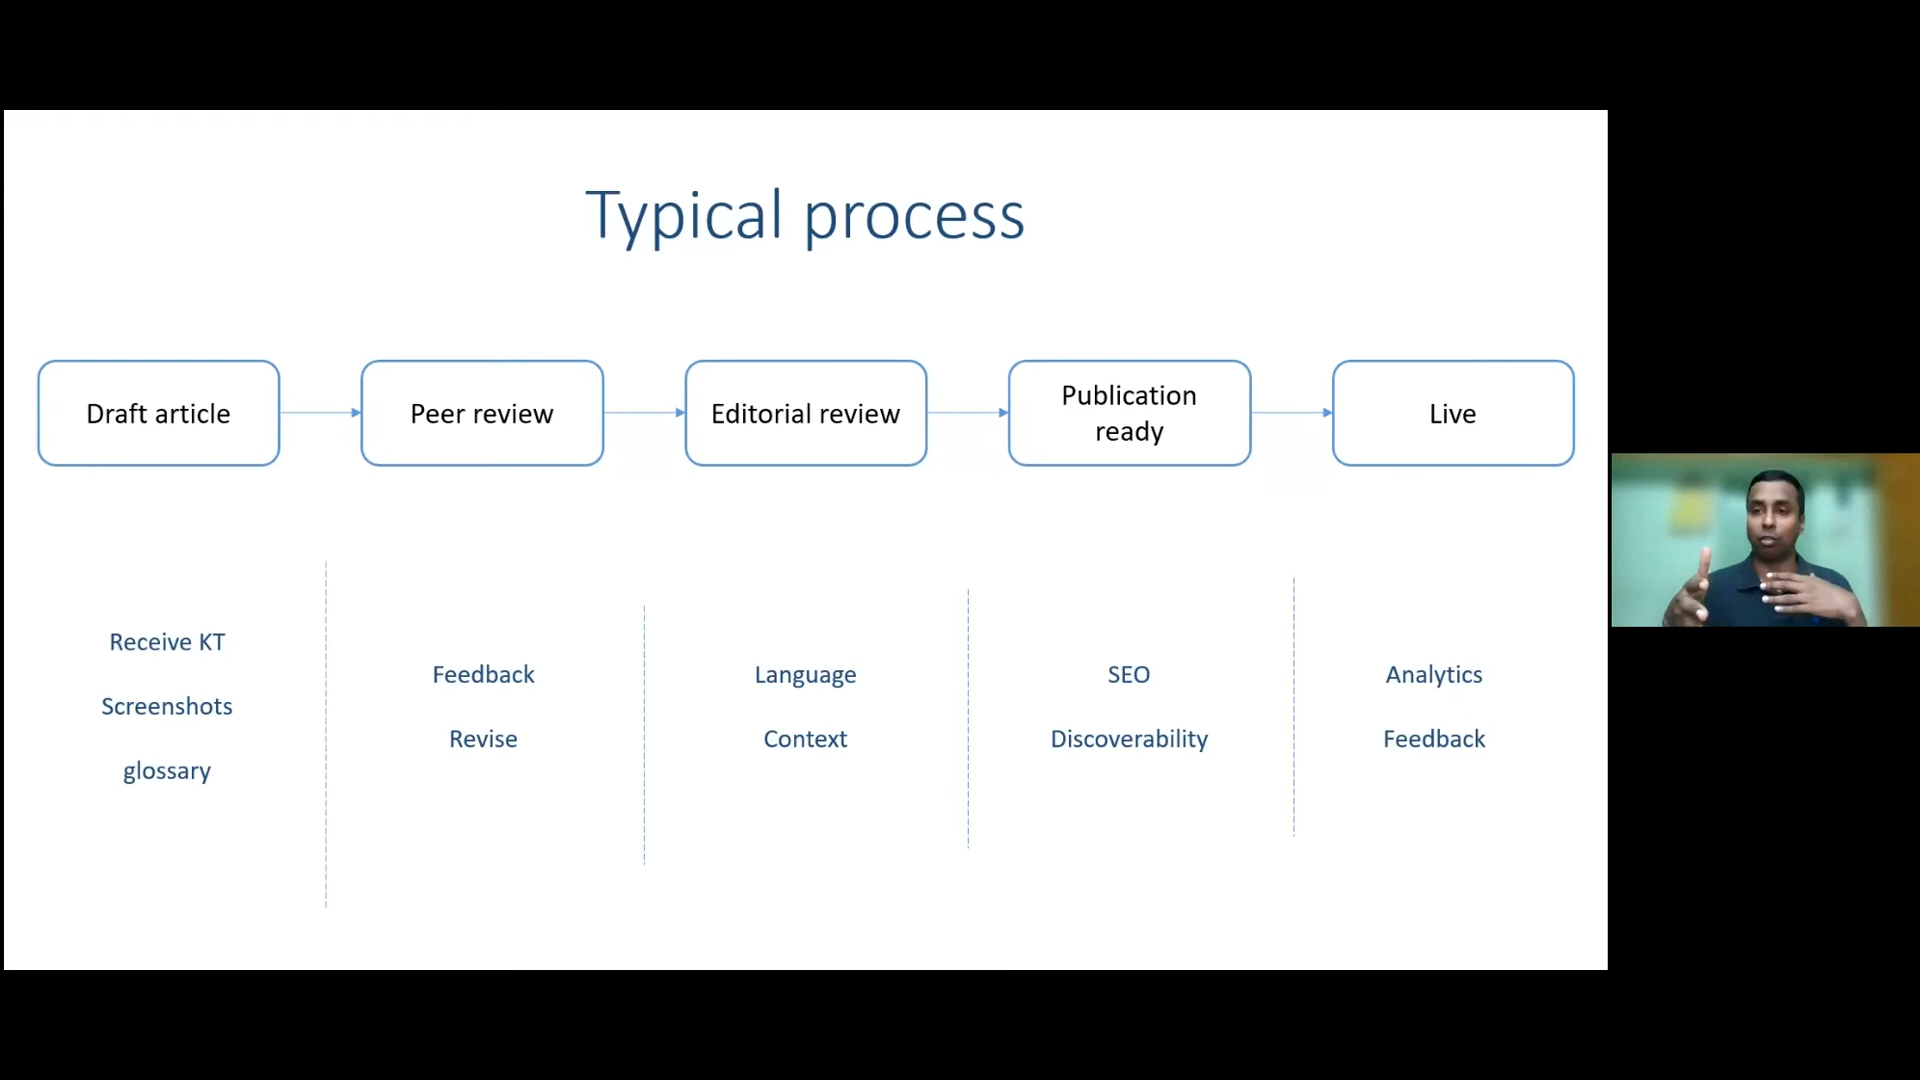 Typical process
Draft article
Peer review
Editorial review
Publication
ready
Live
Receive KT
Screenshots
glossary
Feedback
Revise
Language
Context
SEO
Discoverability
Analytics
Feedback